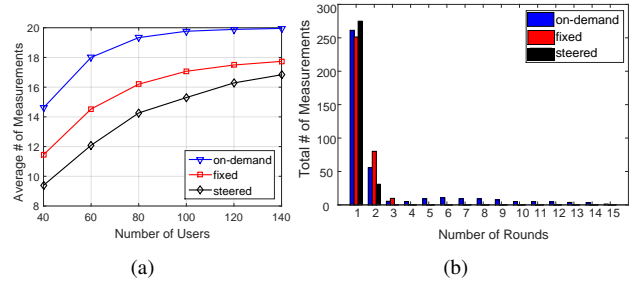 20
18
16
14
12
10
8
Average # of Measurements
40 60 80 100 120 140
Number of Users
on-demand
fixed
steered
(a)
300
250
200
150
100
50
0
Total # of Measurements
1 2 3 4 5 6 7 8 9 10 11 12 13 14 15
Number of Rounds
on-demand
fixed
steered
(b)